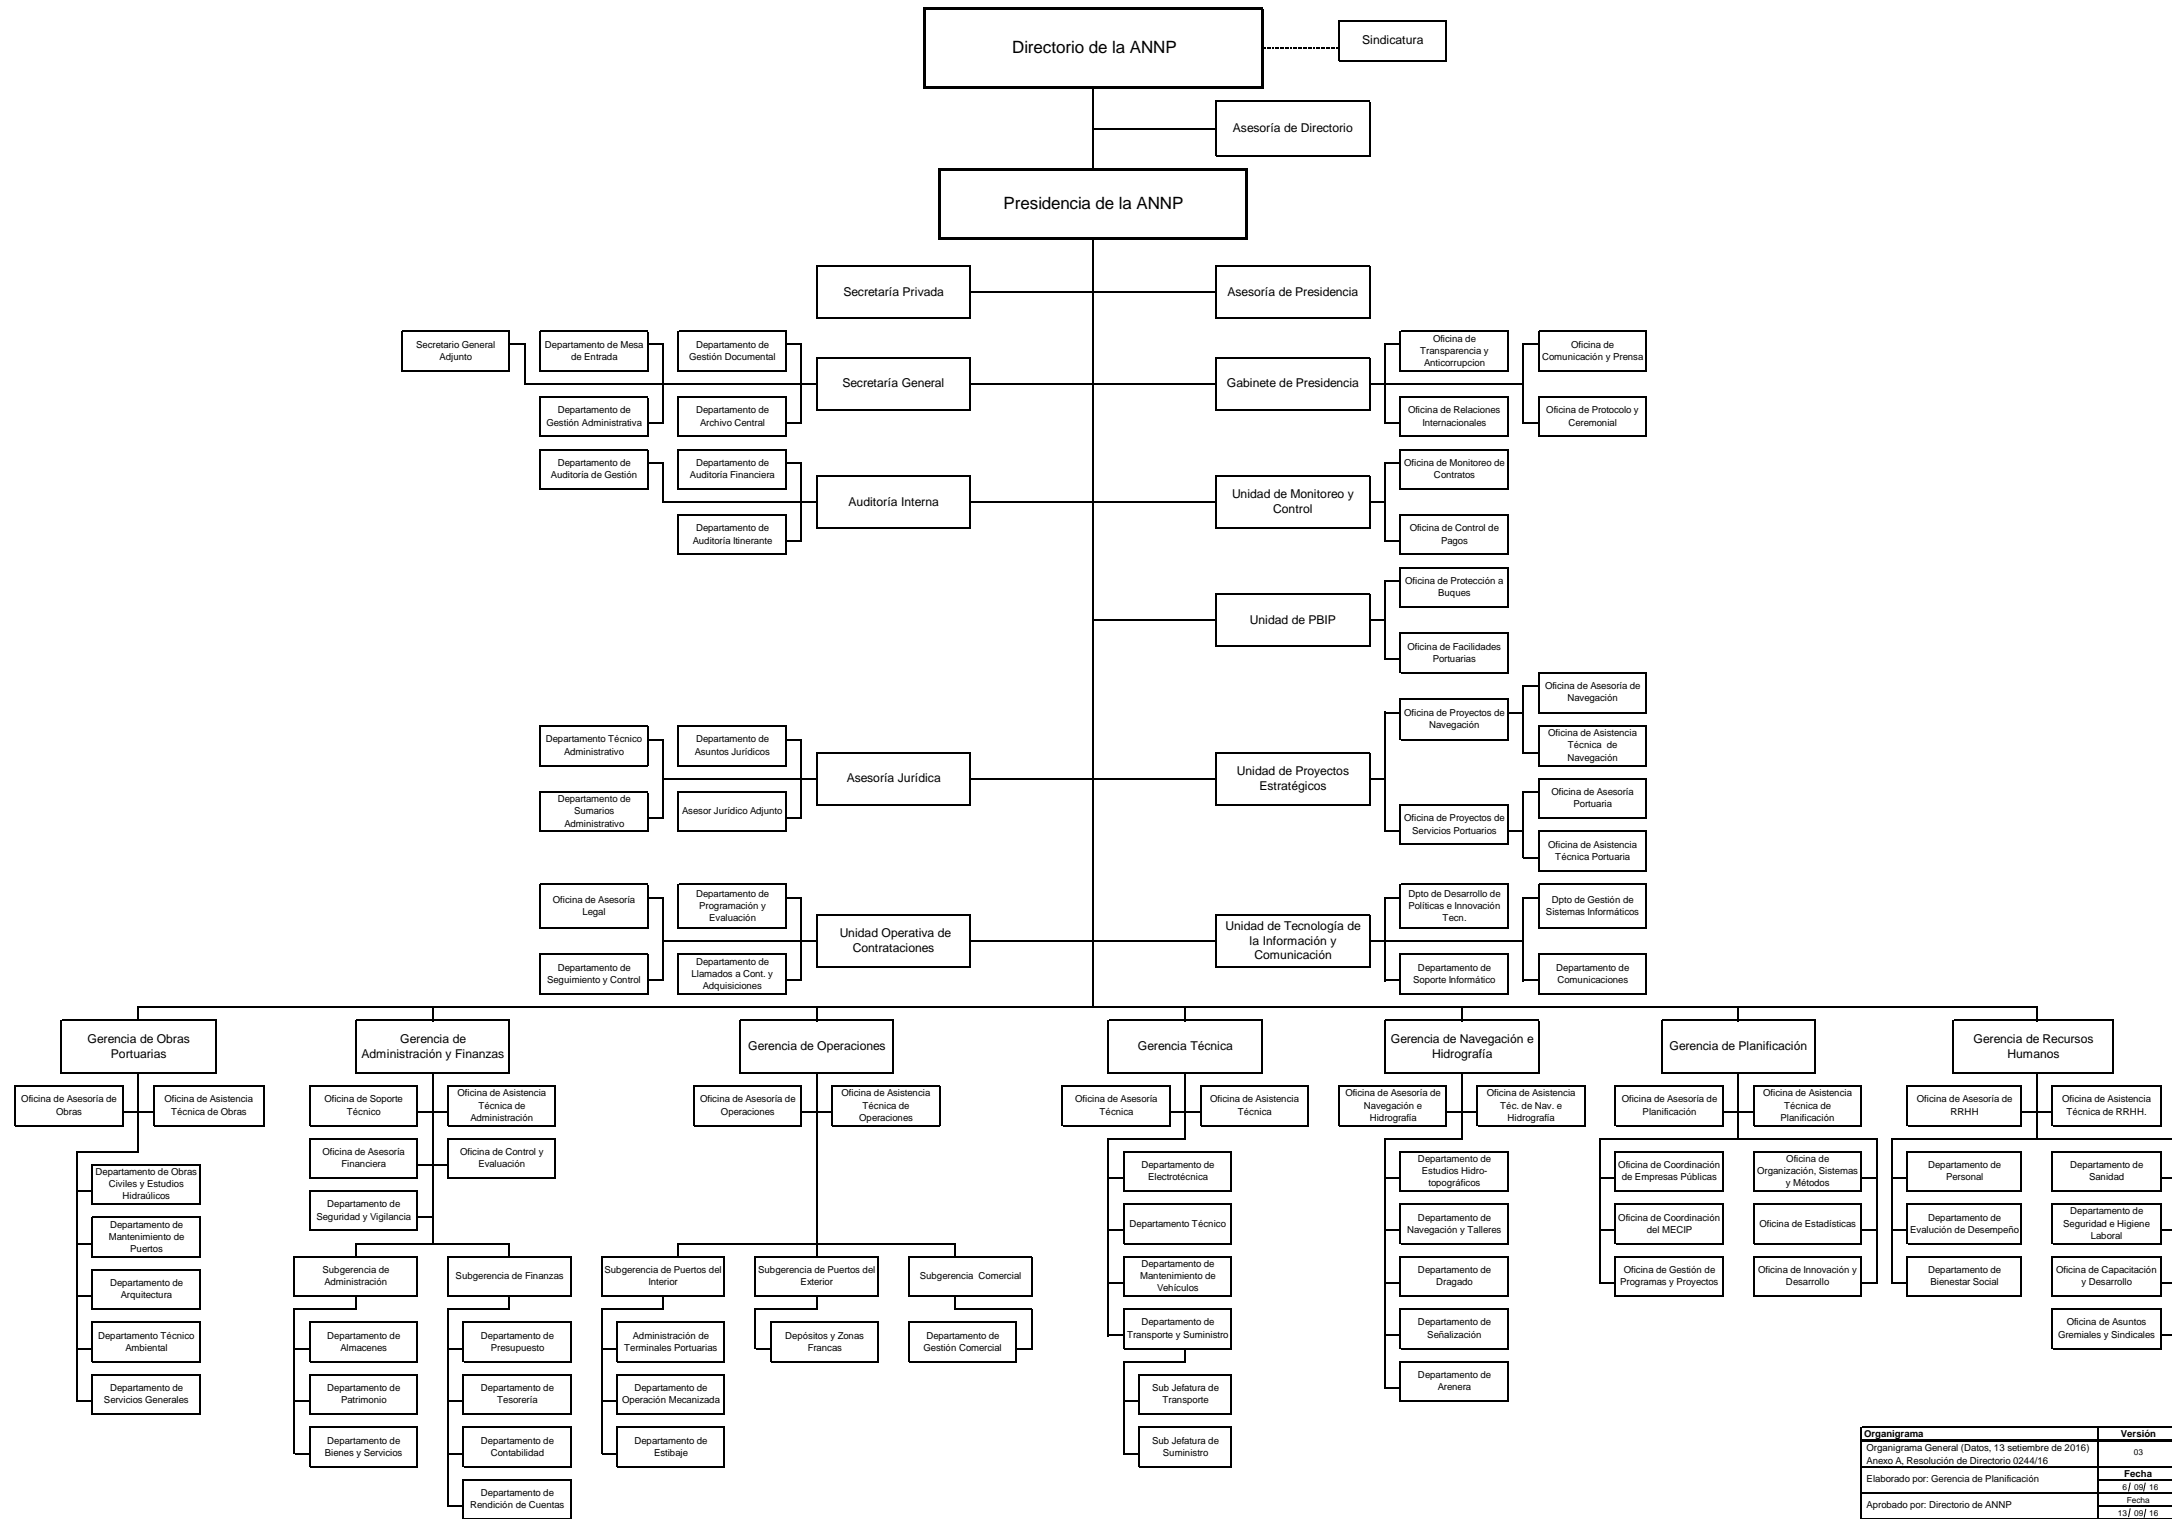 Directorio de la ANNP
Sindicatura
Asesoría de Directorio
Presidencia de la ANNP
Secretaría Privada
Asesoría de Presidencia
Secretario General
Adjunto
Departamento de Mesa
de Entrada
Departamento de
Gestión Documental
Secretaría General
Departamento de
Gestión Administrativa
Departamento de
Archivo Central
Gabinete de Presidencia
Oficina de
Transparencia y
Anticorrupcion
Oficina de
Comunicación y Prensa
Oficina de Relaciones
Internacionales
Oficina de Protocolo y
Ceremonial
Departamento de
Auditoría de Gestión
Departamento de
Auditoría Financiera
Auditoría Interna
Departamento de
Auditoría Itinerante
Unidad de Monitoreo y
Control
Oficina de Monitoreo de
Contratos
Oficina de Control de
Pagos
Unidad de PBIP
Oficina de Protección a
Buques
Oficina de Facilidades
Portuarias
Departamento Técnico
Administrativo
Departamento de
Asuntos Jurídicos
Asesoría Jurídica
Departamento de
Sumarios
Administrativo
Asesor Jurídico Adjunto
Unidad de Proyectos
Estratégicos
Oficina de Proyectos de
Navegación
Oficina de Asesoría de
Navegación
Oficina de Asistencia
Técnica de
Navegación
Oficina de Proyectos de
Servicios Portuarios
Oficina de Asesoría
Portuaria
Oficina de Asistencia
Técnica Portuaria
Oficina de Asesoría
Legal
Departamento de
Programación y
Evaluación
Unidad Operativa de
Contrataciones
Departamento de
Seguimiento y Control
Departamento de
Llamados a Cont. y
Adquisiciones
Unidad de Tecnología de
la Información y
Comunicación
Dpto de Desarrollo de
Políticas e Innovación
Tecn.
Dpto de Gestión de
Sistemas Informáticos
Departamento de
Soporte Informático
Departamento de
Comunicaciones
Gerencia de Obras
Portuarias
Oficina de Asesoría de
Obras
Oficina de Asistencia
Técnica de Obras
Departamento de Obras
Civiles y Estudios
Hidraúlicos
Departamento de
Mantenimiento de
Puertos
Departamento de
Arquitectura
Departamento Técnico
Ambiental
Departamento de
Servicios Generales
Gerencia de
Administración y Finanzas
Oficina de Soporte
Técnico
Oficina de Asistencia
Técnica de
Administración
Oficina de Asesoría
Financiera
Oficina de Control y
Evaluación
Departamento de
Seguridad y Vigilancia
Subgerencia de
Administración
Departamento de
Almacenes
Departamento de
Patrimonio
Departamento de
Bienes y Servicios
Subgerencia de Finanzas
Departamento de
Presupuesto
Departamento de
Tesorería
Departamento de
Contabilidad
Departamento de
Rendición de Cuentas
Gerencia de Operaciones
Oficina de Asesoría de
Operaciones
Oficina de Asistencia
Técnica de
Operaciones
Subgerencia de Puertos del
Interior
Administración de
Terminales Portuarias
Departamento de
Operación Mecanizada
Departamento de
Estibaje
Subgerencia de Puertos del
Exterior
Depósitos y Zonas
Francas
Subgerencia Comercial
Departamento de
Gestión Comercial
Gerencia Técnica
Oficina de Asesoría
Técnica
Oficina de Asistencia
Técnica
Departamento de
Electrotécnica
Departamento Técnico
Departamento de
Mantenimiento de
Vehículos
Departamento de
Transporte y Suministro
Sub Jefatura de
Transporte
Sub Jefatura de
Suministro
Gerencia de Navegación e
Hidrografía
Oficina de Asesoría de
Navegación e
Hidrografía
Oficina de Asistencia
Téc. de Nav. e
Hidrografía
Departamento de
Estudios Hidro-
topográficos
Departamento de
Navegación y Talleres
Departamento de
Dragado
Departamento de
Señalización
Departamento de
Arenera
Gerencia de Planificación
Oficina de Asesoría de
Planificación
Oficina de Asistencia
Técnica de
Planificación
Oficina de Coordinación
de Empresas Públicas
Oficina de
Organización, Sistemas
y Métodos
Oficina de Coordinación
del MECIP
Oficina de Estadísticas
Oficina de Gestión de
Programas y Proyectos
Oficina de Innovación y
Desarrollo
Gerencia de Recursos
Humanos
Oficina de Asesoría de
RRHH
Oficina de Asistencia
Técnica de RRHH.
Departamento de
Personal
Departamento de
Sanidad
Departamento de
Evalución de Desempeño
Departamento de
Seguridad e Higiene
Laboral
Departamento de
Bienestar Social
Oficina de Capacitación
y Desarrollo
Oficina de Asuntos
Gremiales y Sindicales
Organigrama
Versión
Organigrama General (Datos, 13 setiembre de 2016)
Anexo A, Resolución de Directorio 0244/16
03
Elaborado por: Gerencia de Planificación
Fecha
6/ 09/ 16
Aprobado por: Directorio de ANNP
Fecha
13/ 09/ 16